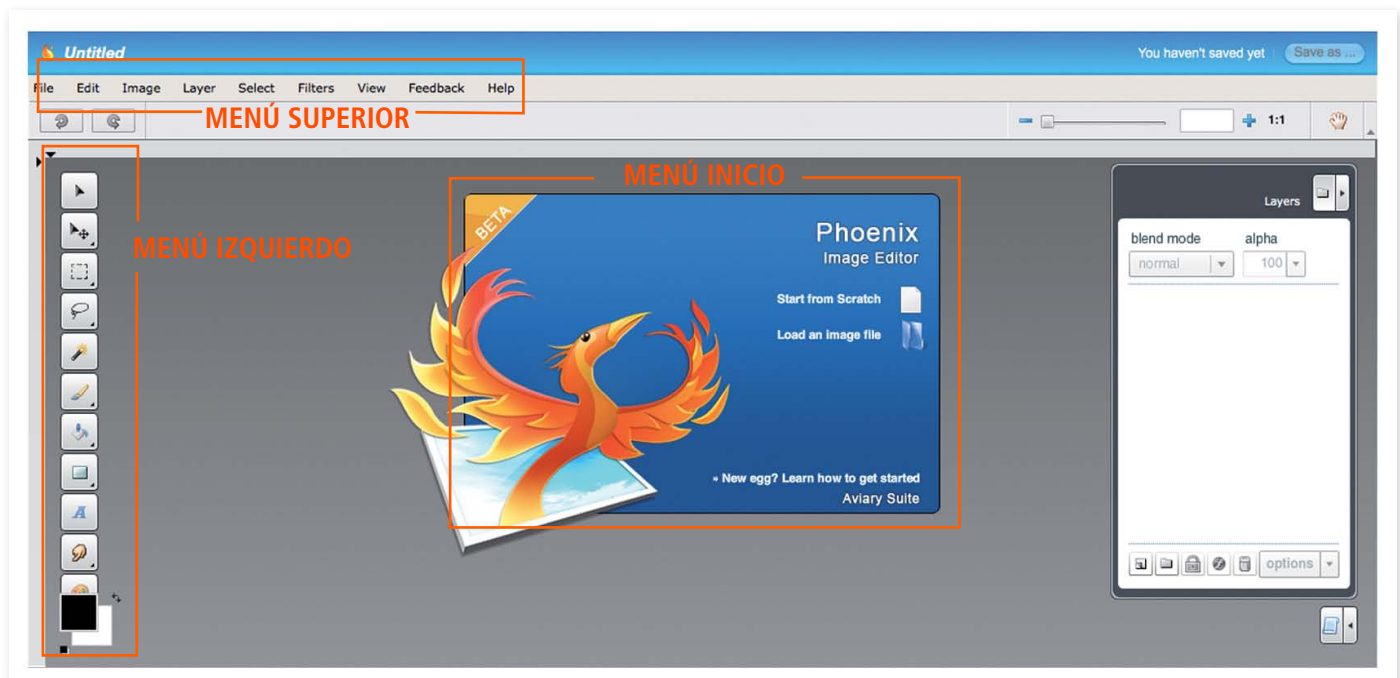 Untitled
You haven't saved yet
Save as ...
File Edit Image Layer Select Filters View Feedback Help
MENÚ SUPERIOR
1:1
MENÚ INICIO
MENÚ IZQUIERDO
BETA
Phoenix
Image Editor
Start from Scratch
Load an image file
» New egg? Learn how to get started
Aviary Suite
Layers
blend mode alpha
normal 100
options